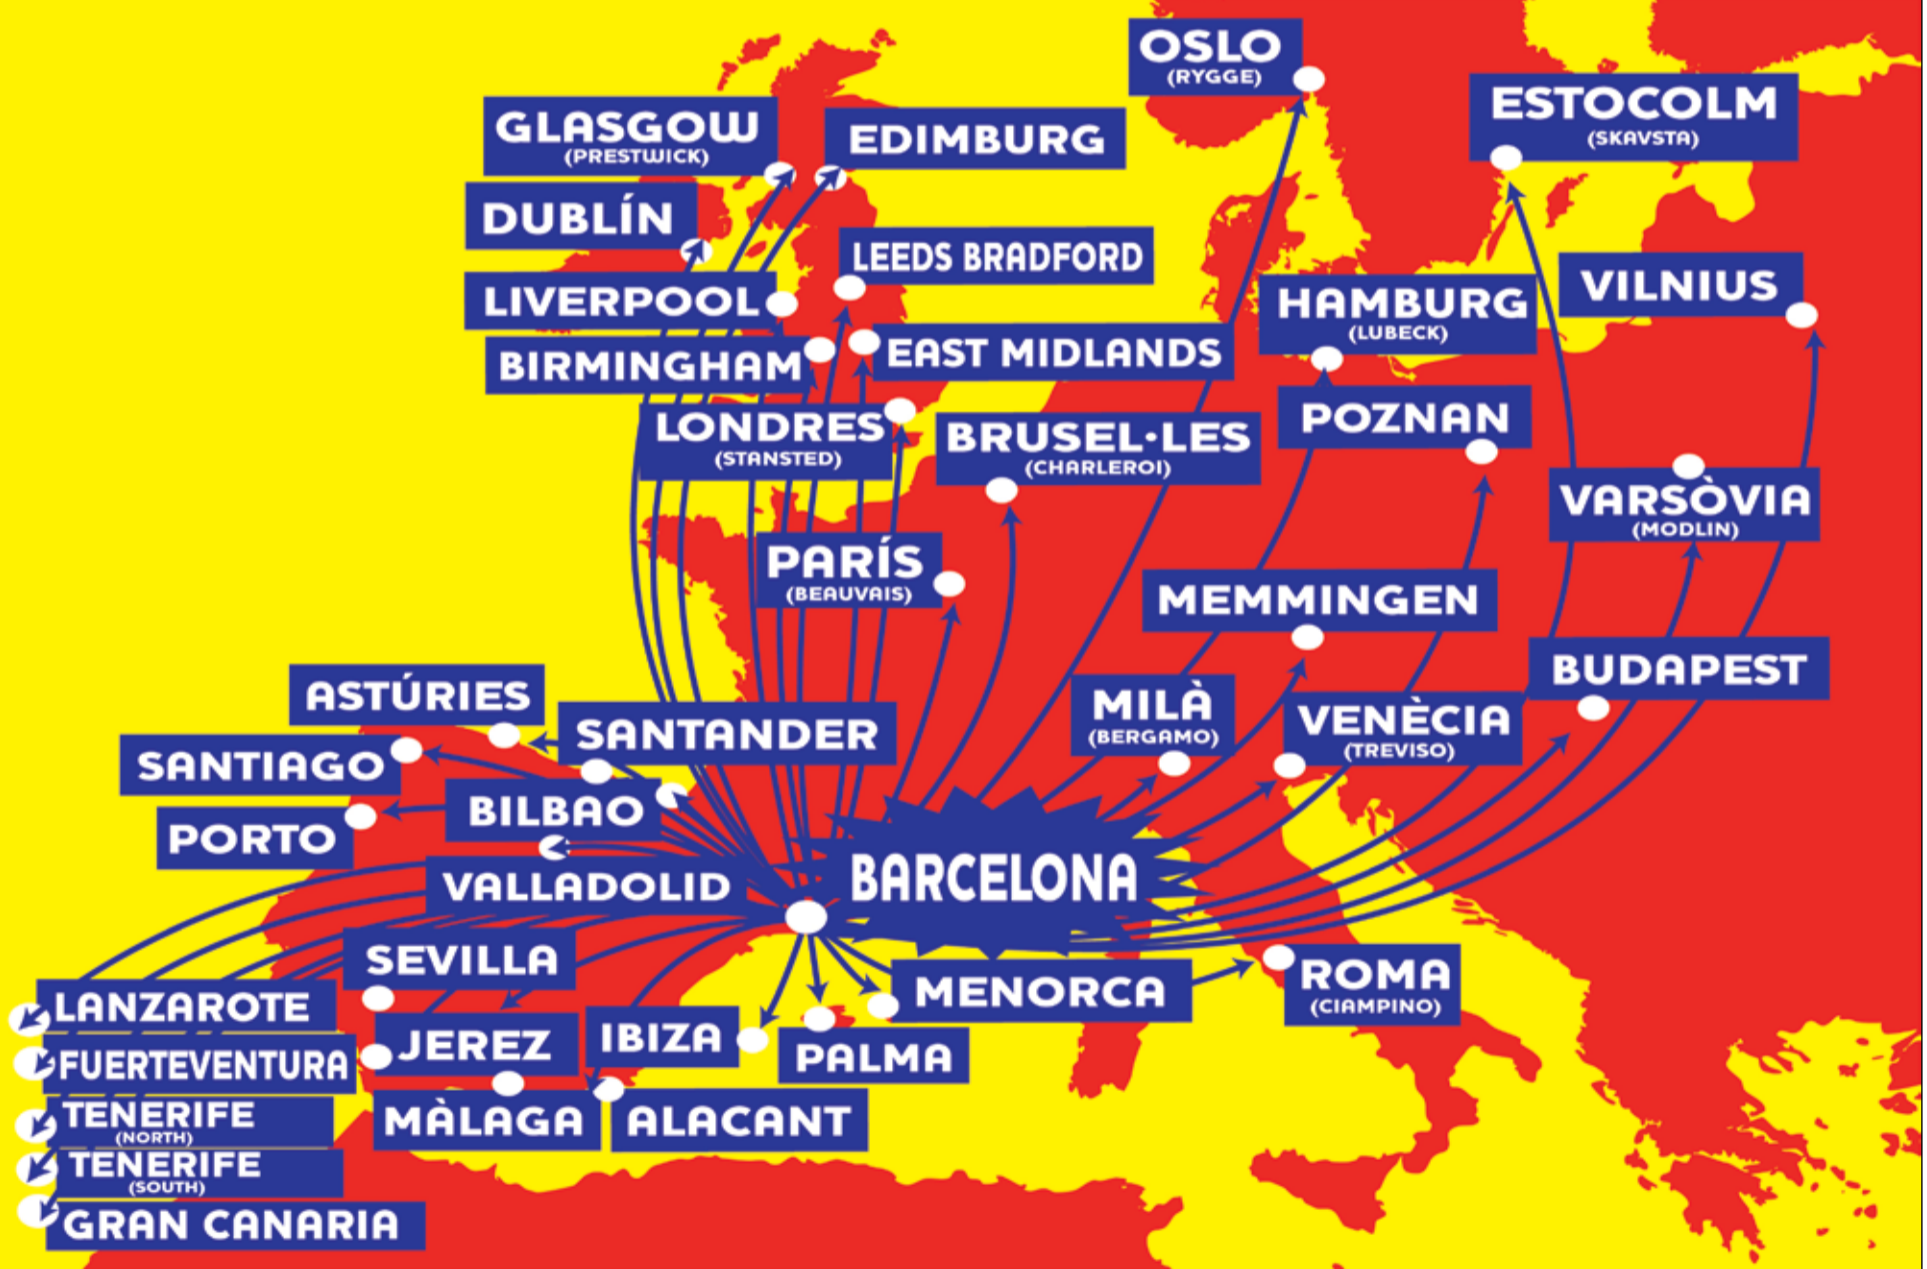 OSLO
(RYGGE)
ESTOCOLM
(SKAVSTA)
GLASGOW
(PRESTWICK)
EDIMBURG
DUBLÍN
LEEDS BRADFORD
VILNIUS
LIVERPOOL
HAMBURG
(LUBECK)
BIRMINGHAM
EAST MIDLANDS
LONDRES
(STANSTED)
BRUSEL·LES
(CHARLEROI)
POZNAN
VARSÒVIA
(MODLIN)
PARÍS
(BEAUVAIS)
MEMMINGEN
BUDAPEST
ASTÚRIES
SANTANDER
MILÀ
(BERGAMO)
VENÈCIA
(TREVISO)
SANTIAGO
BILBAO
PORTO
BARCELONA
VALLADOLID
SEVILLA
MENORCA
ROMA
(CIAMPINO)
LANZAROTE
JEREZ
IBIZA
PALMA
FUERTEVENTURA
TENERIFE
(NORTH)
MÀLAGA
ALACANT
TENERIFE
(SOUTH)
GRAN CANARIA